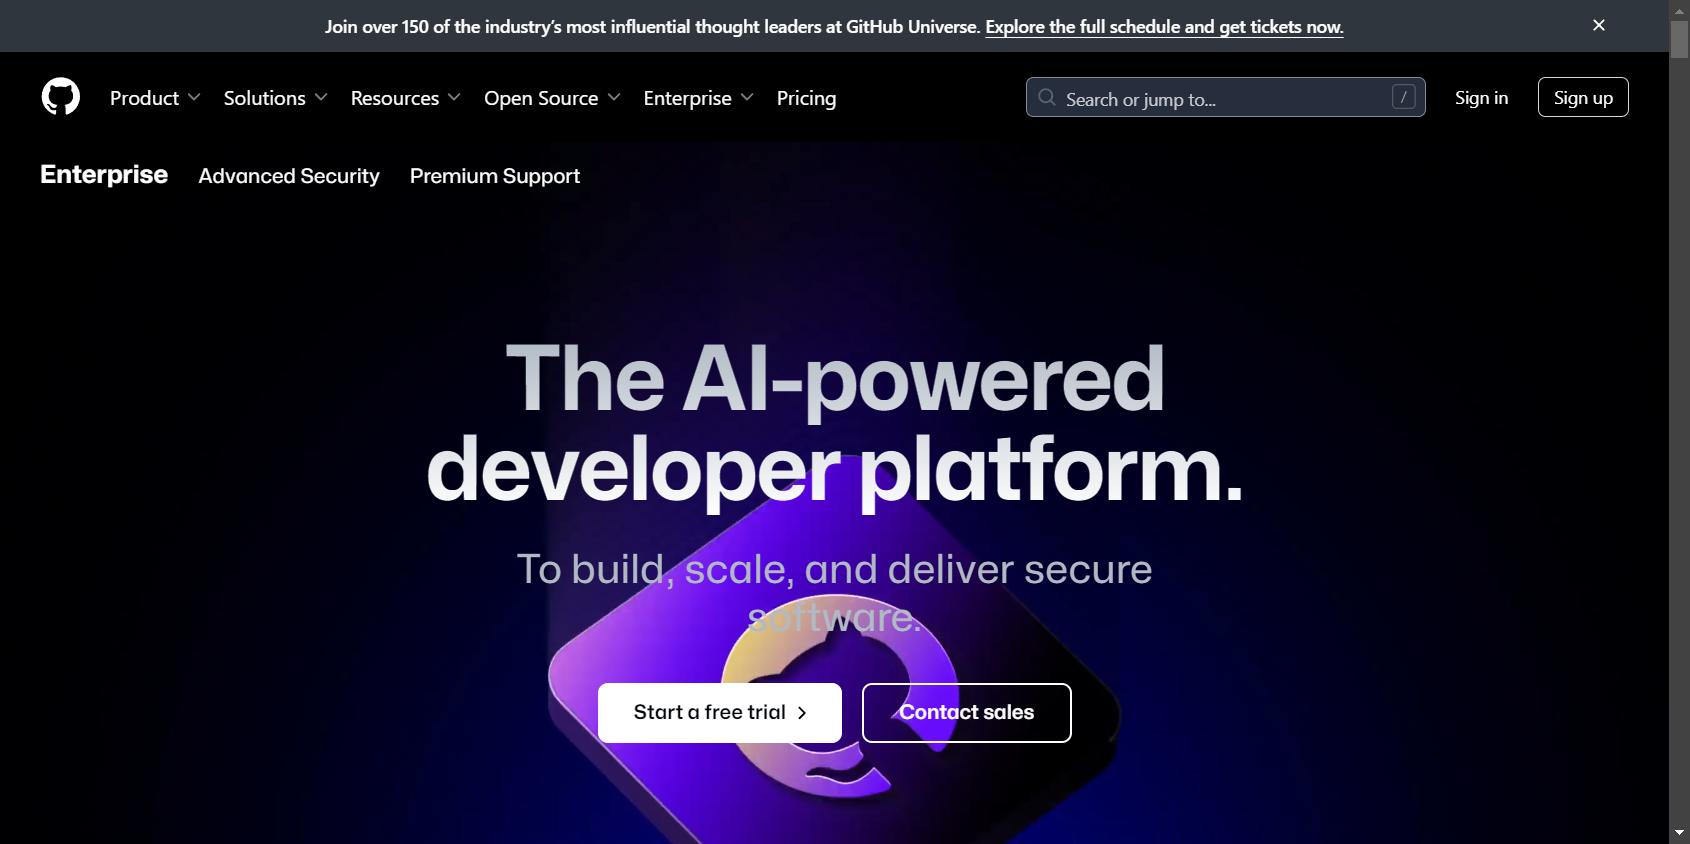 Join over 150 of the industry’s most influential thought leaders at GitHub Universe. Explore the full schedule and get tickets now.
Product Solutions Resources Open Source Enterprise Pricing Search or jump to... / Sign in Sign up
Enterprise Advanced Security Premium Support
The AI-powered
developer platform.
To build, scale, and deliver secure
software.
Start a free trial Contact sales